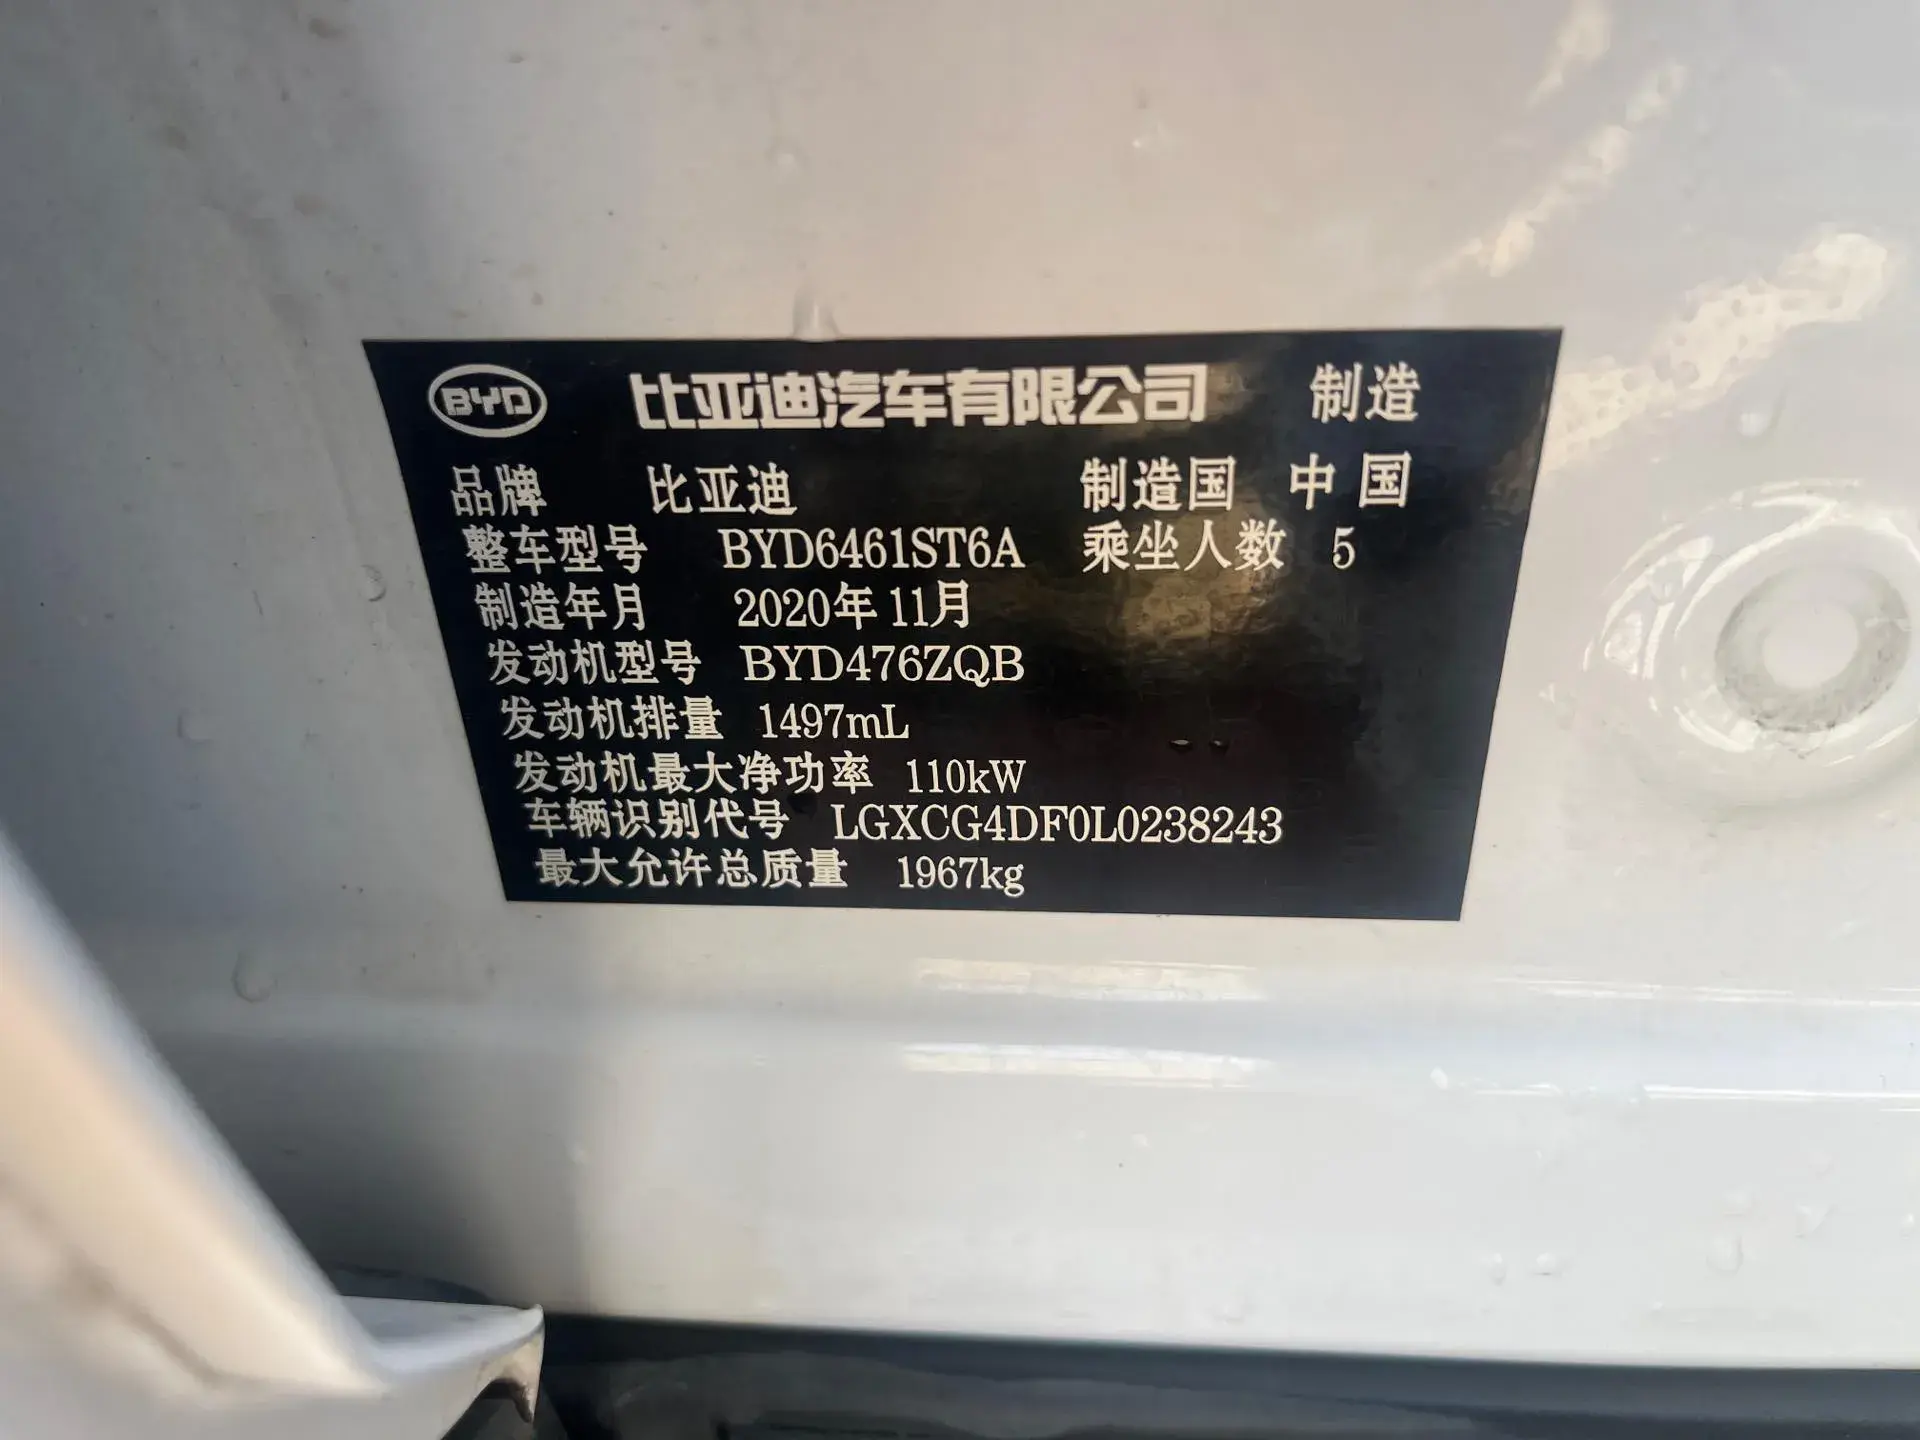 BYD 比亚迪汽车有限公司 制造
品牌 比亚迪 制造国 中国
整车型号 BYD6461ST6A 乘坐人数 5
制造年月 2020年11月
发动机型号 BYD476ZQB
发动机排量 1497mL
发动机最大净功率 110kW
车辆识别代号 LGXCG4DF0L0238243
最大允许总质量 1967kg